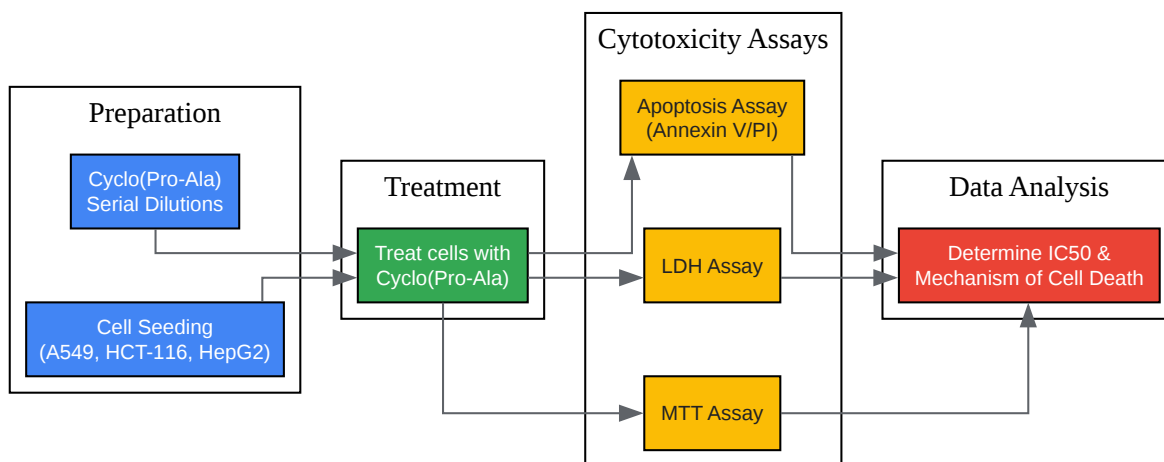 Preparation
Cyclo(Pro-Ala)
Serial Dilutions
Cell Seeding
(A549, HCT-116, HepG2)
Treatment
Treat cells with
Cyclo(Pro-Ala)
Cytotoxicity Assays
Apoptosis Assay
(Annexin V/PI)
LDH Assay
MTT Assay
Data Analysis
Determine IC50 &
Mechanism of Cell Death